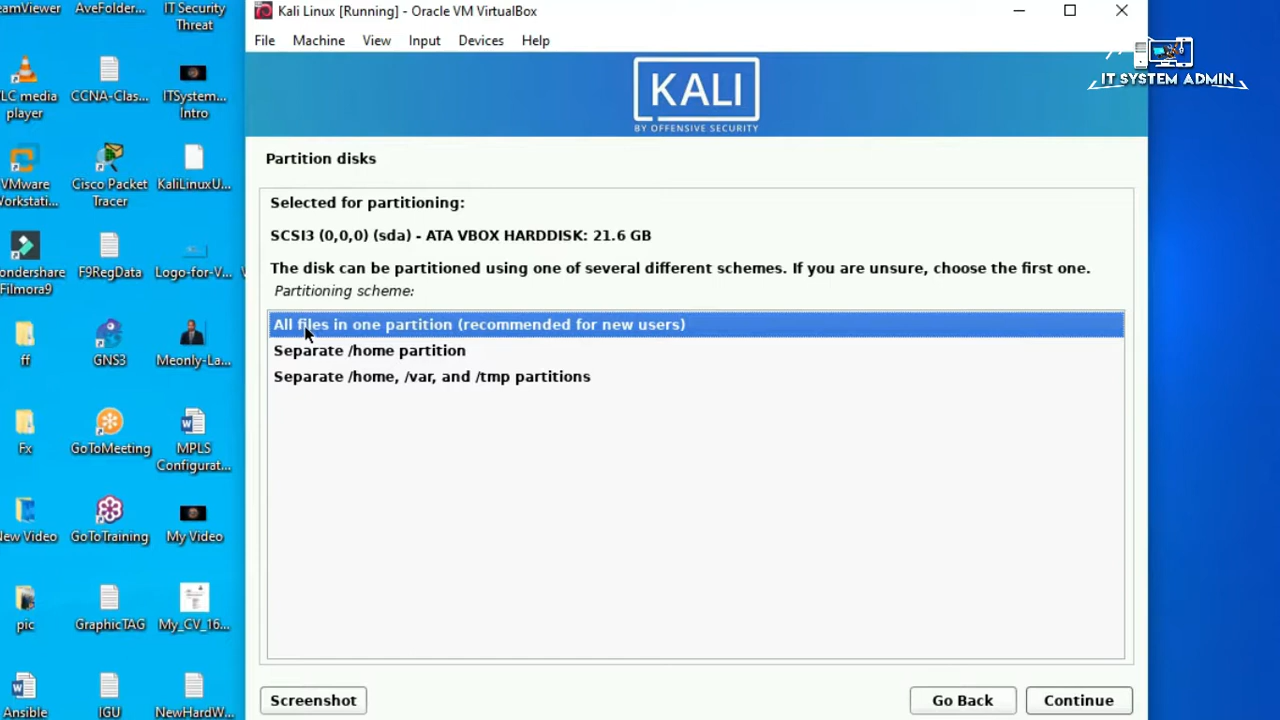 eamViewer
AveFolder...
IT Security
Threat
LC media
player
CCNA-Clas...
ITSystem...
Intro
VMware
Workstati...
Cisco Packet
Tracer
KaliLinuxU...
ondershare
Filmora9
F9RegData
Logo-for-V...
ff
GNS3
Meonly-La...
Fx
GoToMeeting
MPLS
Configurat...
New Video
GoToTraining
My Video
pic
GraphicTAG
My_CV_16...
Ansible
IGU
NewHardW...
Kali Linux [Running] - Oracle VM VirtualBox
File Machine View Input Devices Help
KALI
BY OFFENSIVE SECURITY
IT SYSTEM ADMIN
Partition disks
Selected for partitioning:
SCSI3 (0,0,0) (sda) - ATA VBOX HARDDISK: 21.6 GB
The disk can be partitioned using one of several different schemes. If you are unsure, choose the first one.
Partitioning scheme:
All files in one partition (recommended for new users)
Separate /home partition
Separate /home, /var, and /tmp partitions
Screenshot
Go Back
Continue